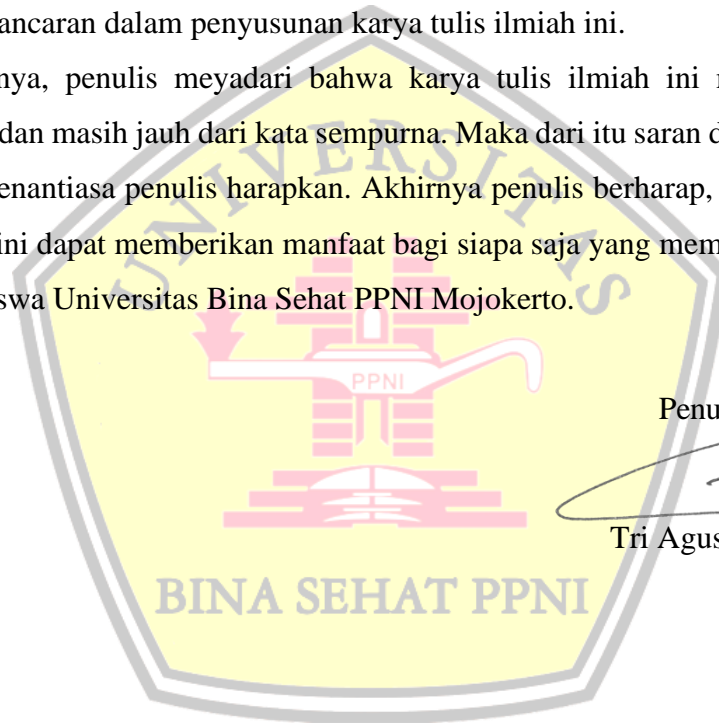 ancaran dalam penyusunan karya tulis ilmiah ini.
nya, penulis meyadari bahwa karya tulis ilmiah ini
dan masih jauh dari kata sempurna. Maka dari itu saran
enantiasa penulis harapkan. Akhirnya penulis berharap,
ini dapat memberikan manfaat bagi siapa saja yang mem
swa Universitas Bina Sehat PPNI Mojokerto.
UNIVERSITAS
PPNI
Penu
Tri Agus
BINA SEHAT PPNI